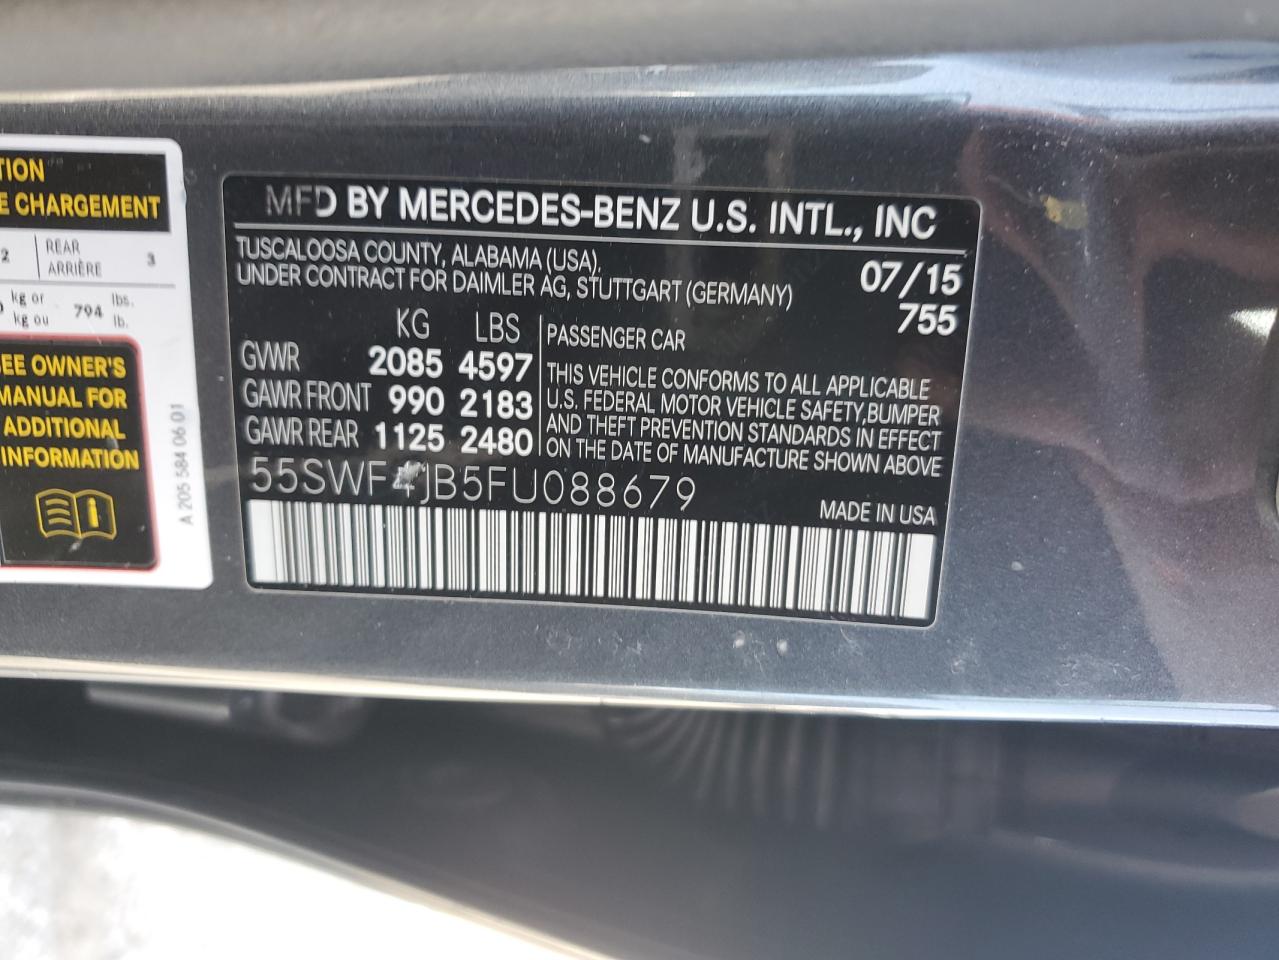 TION
E CHARGEMENT
2 REAR ARRIÈRE 3
kg or kg ou 794 lbs. lb.
EE OWNER'S
MANUAL FOR
ADDITIONAL
INFORMATION
A 205 584 06 01
MFD BY MERCEDES-BENZ U.S. INTL., INC
TUSCALOOSA COUNTY, ALABAMA (USA),
UNDER CONTRACT FOR DAIMLER AG, STUTTGART (GERMANY)
07/15
755
KG LBS
GVWR 2085 4597
GAWR FRONT 990 2183
GAWR REAR 1125 2480
PASSENGER CAR
THIS VEHICLE CONFORMS TO ALL APPLICABLE
U.S. FEDERAL MOTOR VEHICLE SAFETY, BUMPER
AND THEFT PREVENTION STANDARDS IN EFFECT
ON THE DATE OF MANUFACTURE SHOWN ABOVE
55SWF4JB5FU088679
MADE IN USA